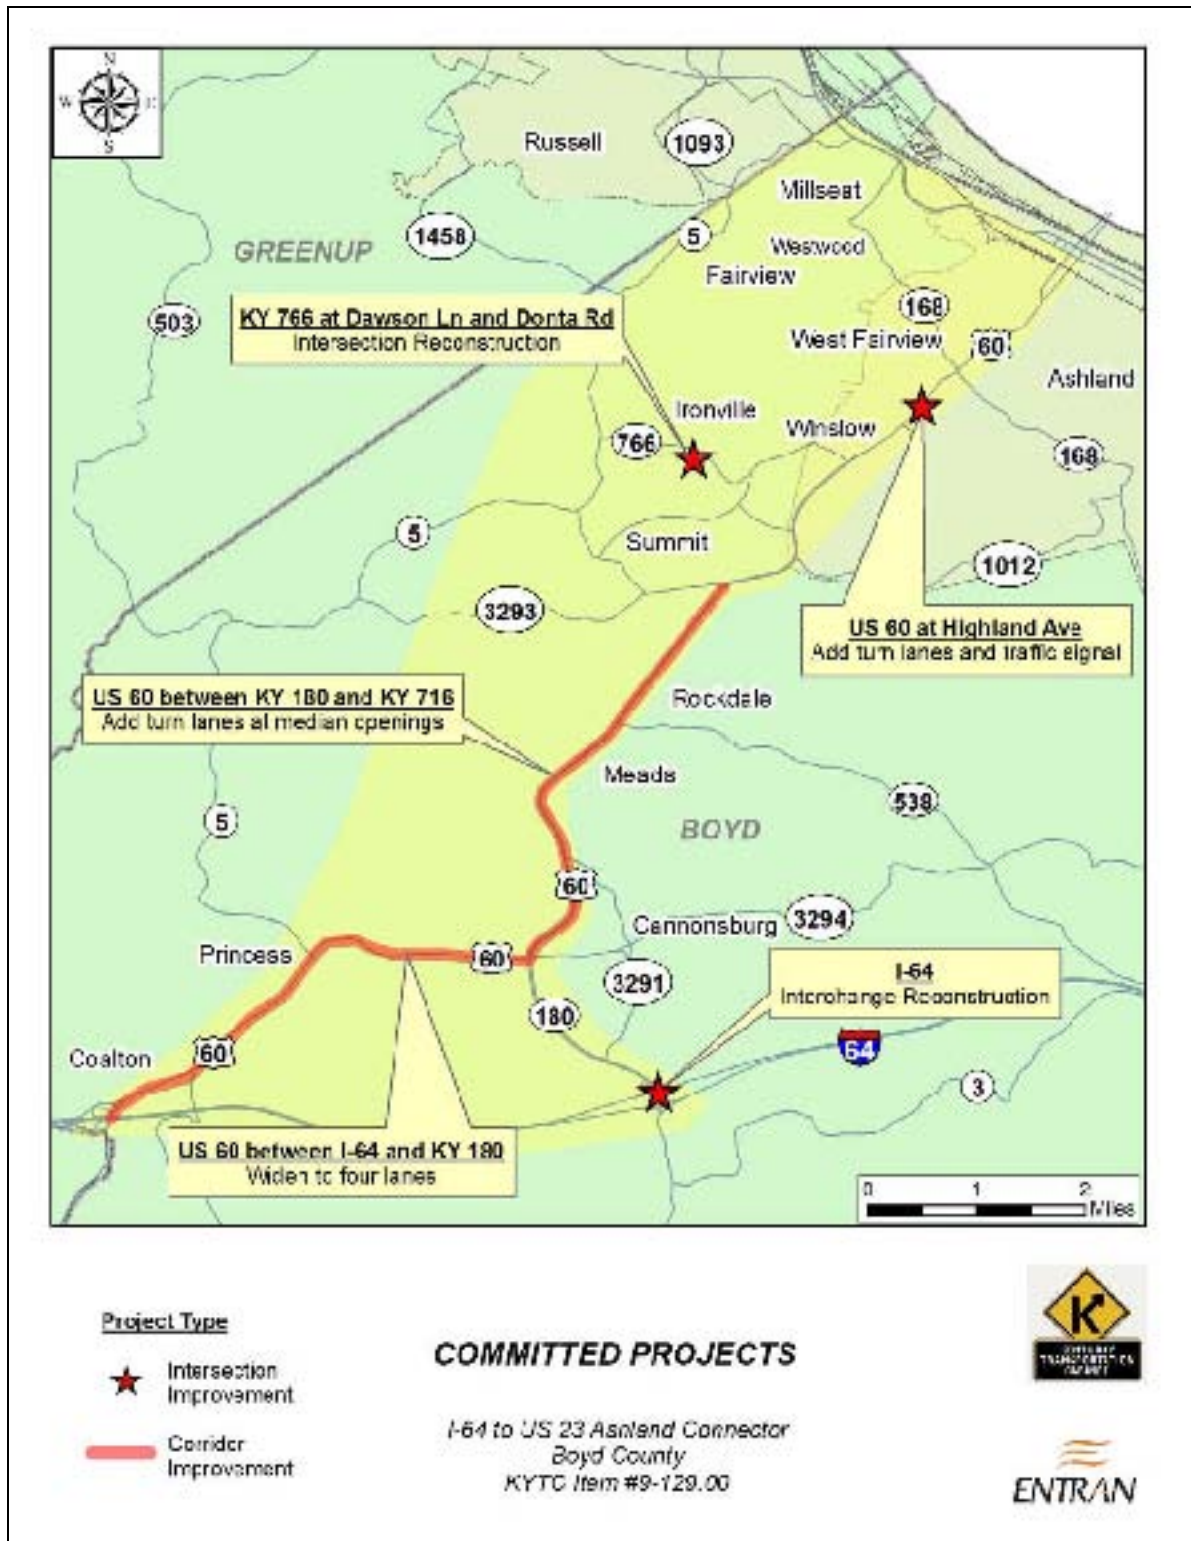 N
W
E
S
Russell
1093
Millseat
1458
5
GREENUP
Westwood
Fairview
503
168
KY 766 at Dawson Ln and Donta Rd
Intersection Reconstruction
West Fairview
60
Ashland
Ironville
766
Winslow
168
5
Summit
1012
3293
US 60 at Highland Ave
Add turn lanes and traffic signal
US 60 between KY 180 and KY 716
Add turn lanes at median openings
Rockdale
Meads
538
5
BOYD
60
Cannonsburg
3294
Princess
60
I-64
Interchange Reconstruction
3291
180
64
60
Coalton
3
US 60 between I-64 and KY 180
Widen to four lanes
0 1 2
Miles
Project Type
Intersection
Improvement
Corridor
Improvement
COMMITTED PROJECTS
I-64 to US 23 Ashland Connector
Boyd County
KYTC Item #9-129.00
K
KENTUCKY
TRANSPORTATION
CABINET
ENTRAN